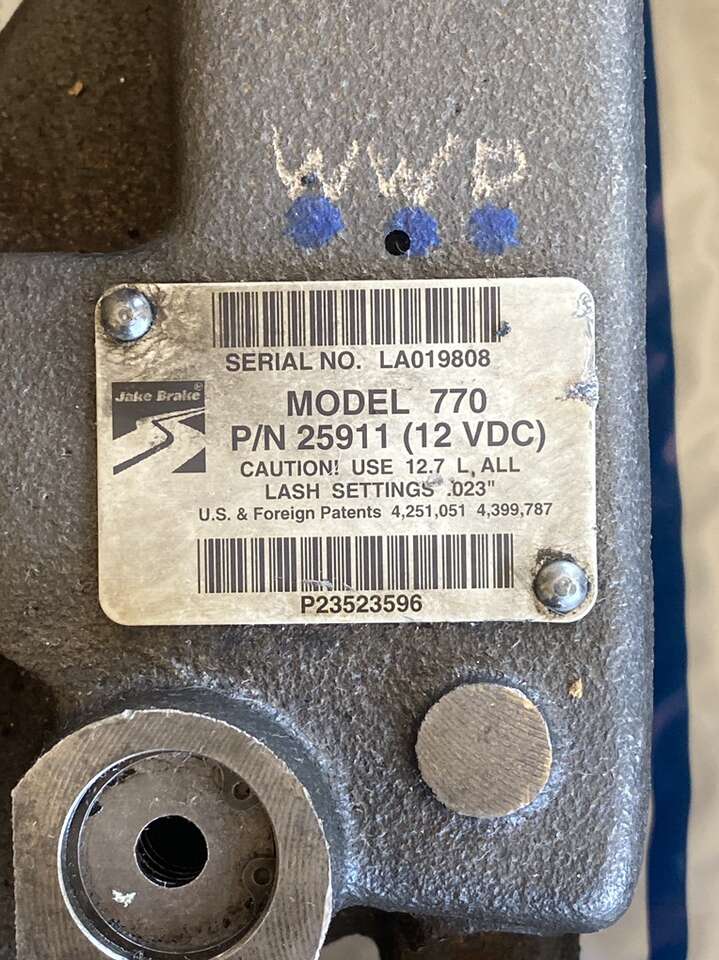 WWP
SERIAL NO. LA019808
Jake Brake®
MODEL 770
P/N 25911 (12 VDC)
CAUTION! USE 12.7 L, ALL
LASH SETTINGS .023"
U.S. & Foreign Patents 4,251,051 4,399,787
P23523596